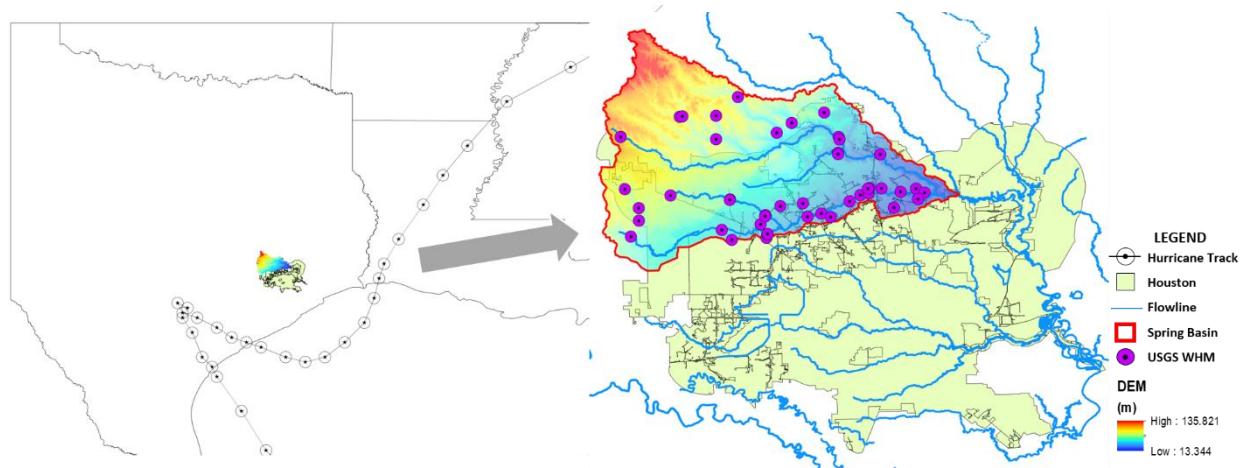 LEGEND
Hurricane Track
Houston
Flowline
Spring Basin
USGS WHM
DEM
(m)
High : 135.821
Low : 13.344